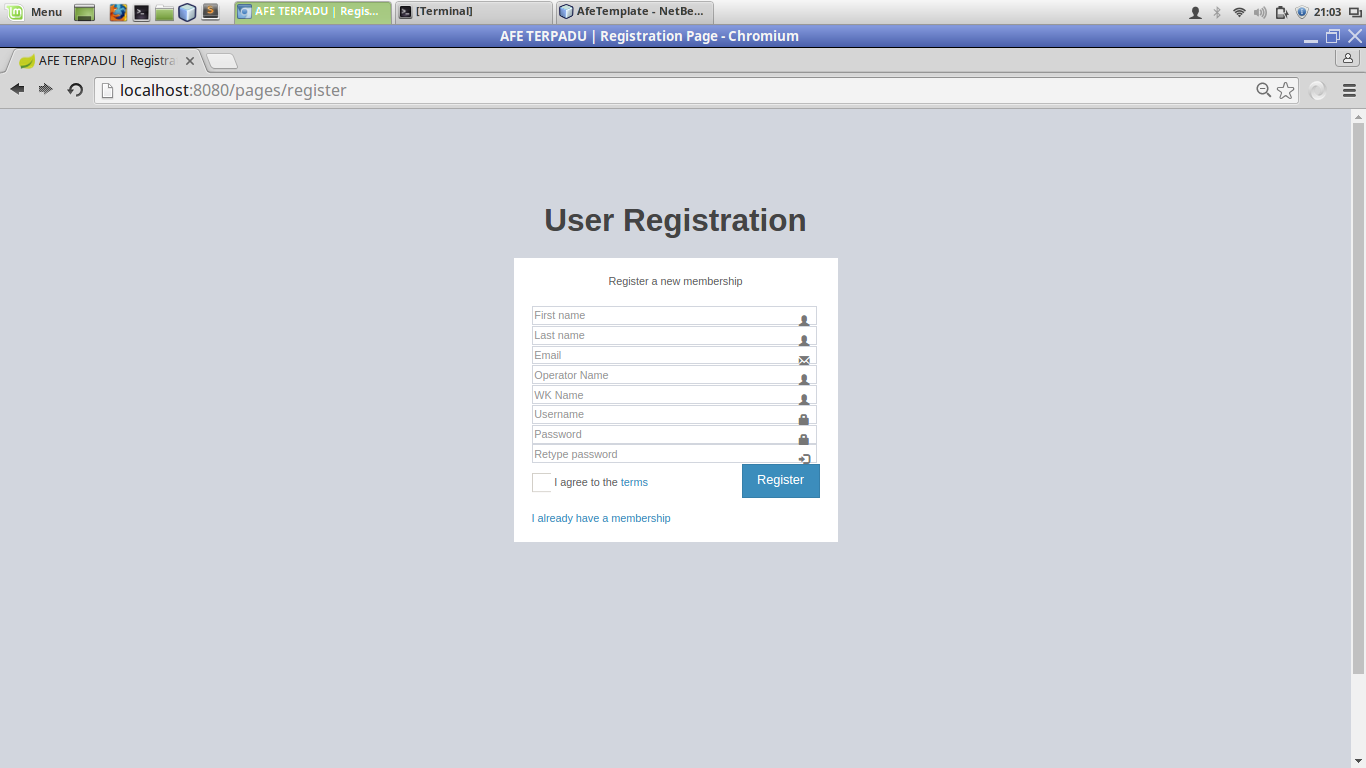 Menu
AFE TERPADU | Regis...
[Terminal]
AfeTemplate - NetBe...
21:03
AFE TERPADU | Registration Page - Chromium
AFE TERPADU | Registra
localhost:8080/pages/register
User Registration
Register a new membership
First name
Last name
Email
Operator Name
WK Name
Username
Password
Retype password
I agree to the terms
Register
I already have a membership